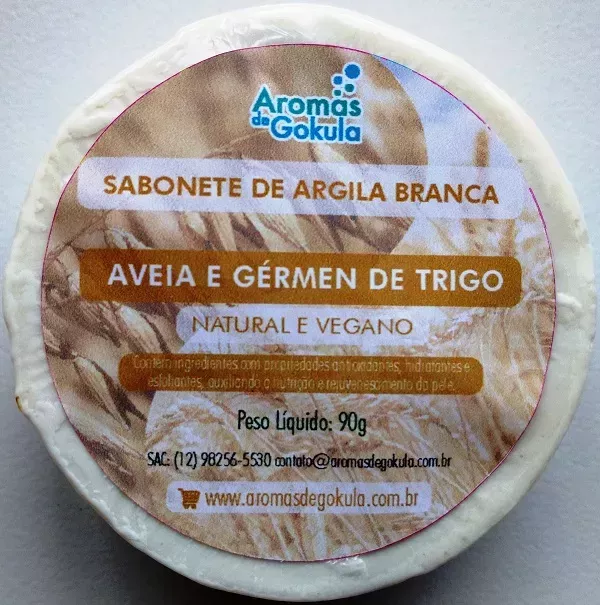 Aromas
de Gokula
SABONETE DE ARGILA BRANCA
AVEIA E GÉRMEN DE TRIGO
NATURAL E VEGANO
Contém ingredientes com propriedades antioxidantes, hidratantes e
esfoliantes, auxiliando a nutrição e rejuvenescimento da pele.
Peso Líquido: 90g
SAC: (12) 98256-5530 contato@aromasdegokula.com.br
www.aromasdegokula.com.br